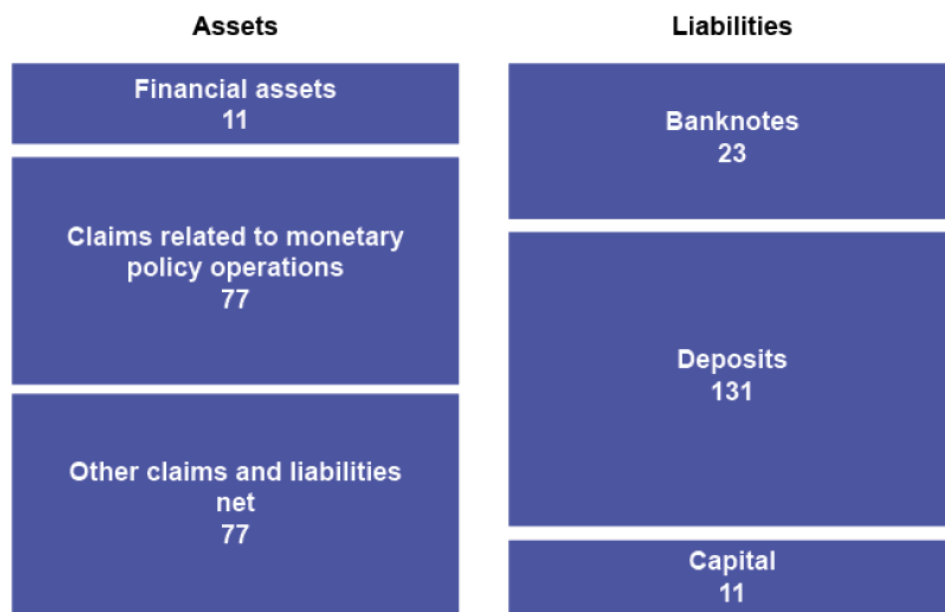 Assets
Financial assets
11
Claims related to monetary
policy operations
77
Other claims and liabilities
net
77
Liabilities
Banknotes
23
Deposits
131
Capital
11